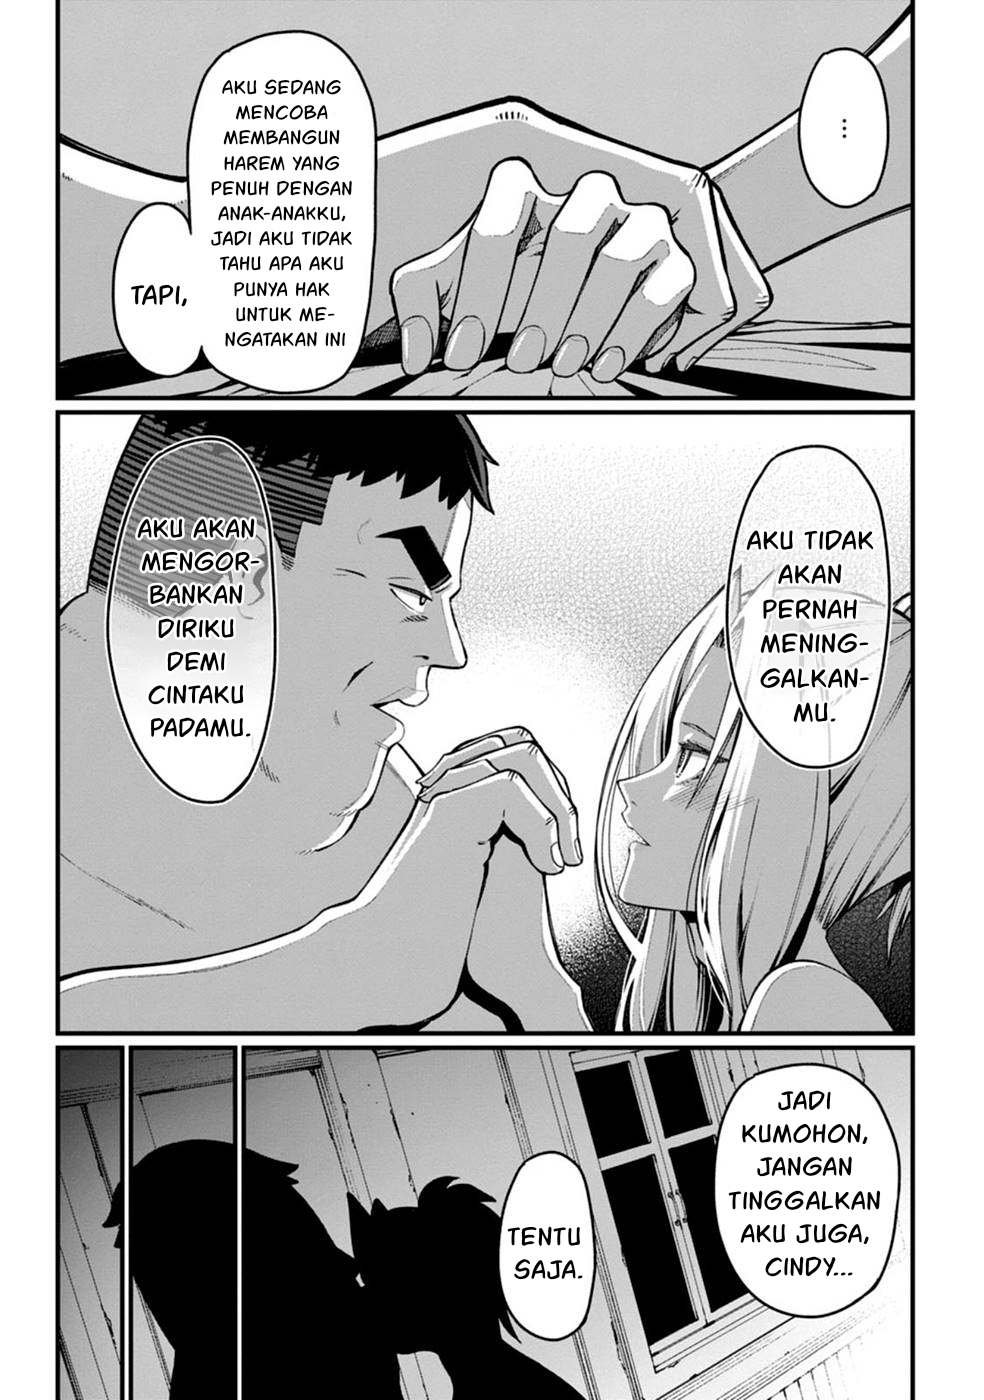 ...
AKU SEDANG
MENCOBA
MEMBANGUN
HAREM YANG
PENUH DENGAN
ANAK-ANAKKU,
JADI AKU TIDAK
TAHU APA AKU
PUNYA HAK
UNTUK ME-
NGATAKAN INI
TAPI,
AKU TIDAK
AKAN
PERNAH
MENING-
GALKAN-
MU.
AKU AKAN
MENGOR-
BANKAN
DIRIKU
DEMI
CINTAKU
PADAMU.
JADI
KUMOHON,
JANGAN
TINGGALKAN
AKU JUGA,
CINDY...
TENTU
SAJA.